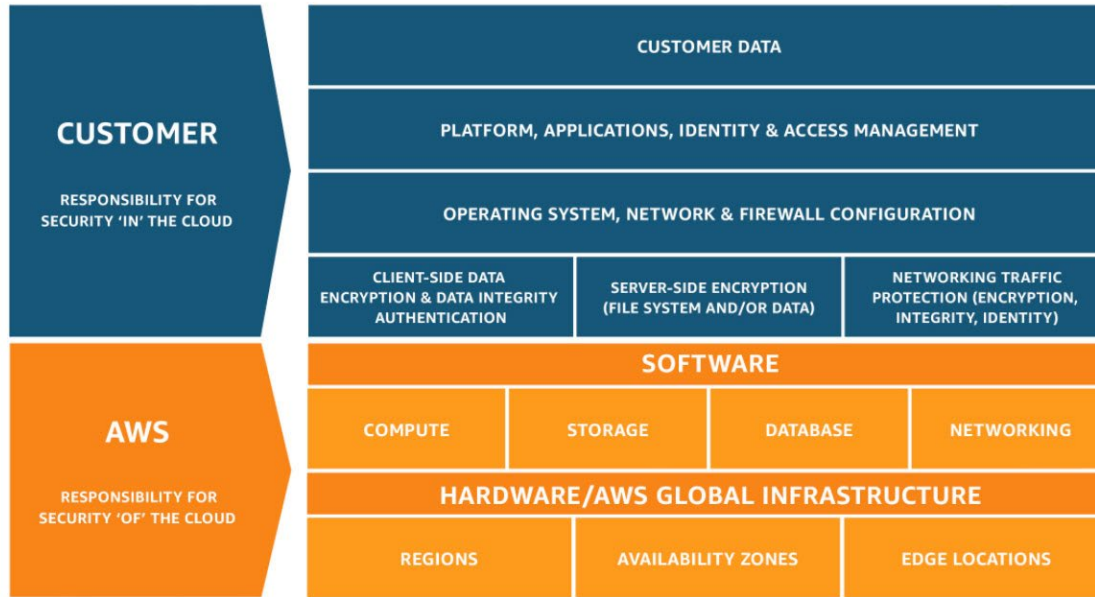 CUSTOMER
RESPONSIBILITY FOR
SECURITY ‘IN’ THE CLOUD
CUSTOMER DATA
PLATFORM, APPLICATIONS, IDENTITY & ACCESS MANAGEMENT
OPERATING SYSTEM, NETWORK & FIREWALL CONFIGURATION
CLIENT-SIDE DATA
ENCRYPTION & DATA INTEGRITY
AUTHENTICATION
SERVER-SIDE ENCRYPTION
(FILE SYSTEM AND/OR DATA)
NETWORKING TRAFFIC
PROTECTION (ENCRYPTION,
INTEGRITY, IDENTITY)
AWS
RESPONSIBILITY FOR
SECURITY ‘OF’ THE CLOUD
SOFTWARE
COMPUTE
STORAGE
DATABASE
NETWORKING
HARDWARE/AWS GLOBAL INFRASTRUCTURE
REGIONS
AVAILABILITY ZONES
EDGE LOCATIONS